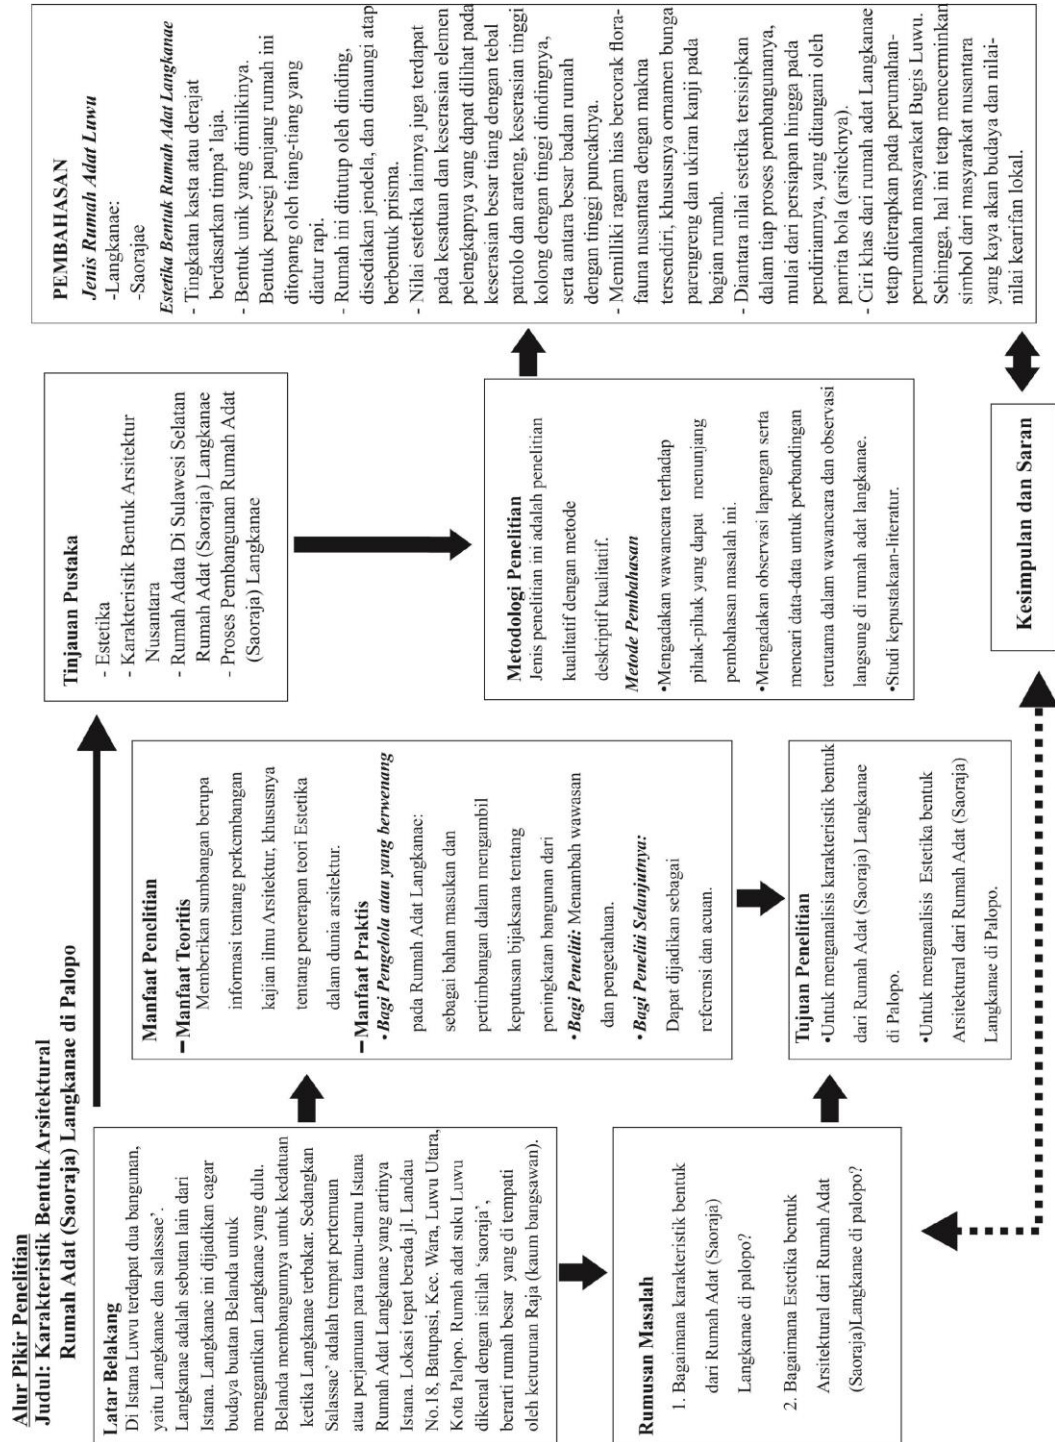 Alur Pikir Penelitian
Judul: Karakteristik Bentuk Arsitektural
Rumah Adat (Saoraja) Langkanae di Palopo
Latar Belakang
Di Istana Luwu terdapat dua bangunan,
yaitu Langkanae dan salassae’.
Langkanae adalah sebutan lain dari
Istana. Langkanae ini dijadikan cagar
budaya buatan Belanda untuk
menggantikan Langkanae yang dulu.
Belanda membangunnya untuk kedatuan
ketika Langkanae terbakar. Sedangkan
Salassae’ adalah tempat pertemuan
atau perjamuan para tamu-tamu Istana
Rumah Adat Langkanae yang artinya
Istana. Lokasi tepat berada jl. Landau
No.18, Batupasi, Kec. Wara, Luwu Utara,
Kota Palopo. Rumah adat suku Luwu
dikenal dengan istilah ‘saoraja’,
berarti rumah besar yang di tempati
oleh keturunan Raja (kaum bangsawan).
Rumusan Masalah
1. Bagaimana karakteristik bentuk
dari Rumah Adat (Saoraja)
Langkanae di palopo?
2. Bagaimana Estetika bentuk
Arsitektural dari Rumah Adat
(Saoraja)Langkanae di palopo?
Manfaat Penelitian
–Manfaat Teoritis
Memberikan sumbangan berupa
informasi tentang perkembangan
kajian ilmu Arsitektur, khususnya
tentang penerapan teori Estetika
dalam dunia arsitektur.
–Manfaat Praktis
•Bagi Pengelola atau yang berwenang
pada Rumah Adat Langkanae:
sebagai bahan masukan dan
pertimbangan dalam mengambil
keputusan bijaksana tentang
peningkatan bangunan dari
•Bagi Peneliti: Menambah wawasan
dan pengetahuan.
•Bagi Peneliti Selanjutnya:
Dapat dijadikan sebagai
referensi dan acuan.
Tujuan Penelitian
•Untuk menganalisis karakteristik bentuk
dari Rumah Adat (Saoraja) Langkanae
di Palopo.
•Untuk menganalisis Estetika bentuk
Arsitektural dari Rumah Adat (Saoraja)
Langkanae di Palopo.
Tinjauan Pustaka
- Estetika
- Karakteristik Bentuk Arsitektur
Nusantara
- Rumah Adata Di Sulawesi Selatan
Rumah Adat (Saoraja) Langkanae
- Proses Pembangunan Rumah Adat
(Saoraja) Langkanae
Metodologi Penelitian
Jenis penelitian ini adalah penelitian
kualitatif dengan metode
deskriptif kualitatif.
Metode Pembahasan
•Mengadakan wawancara terhadap
pihak-pihak yang dapat menunjang
pembahasan masalah ini.
•Mengadakan observasi lapangan serta
mencari data-data untuk perbandingan
terutama dalam wawancara dan observasi
langsung di rumah adat langkanae.
•Studi kepustakaan-literatur.
PEMBAHASAN
Jenis Rumah Adat Luwu
-Langkanae:
-Saorajae
Estetika Bentuk Rumah Adat Langkanae
- Tingkatan kasta atau derajat
berdasarkan timpa’ laja.
- Bentuk unik yang dimilikinya.
Bentuk persegi panjang rumah ini
ditopang oleh tiang-tiang yang
diatur rapi.
- Rumah ini ditutup oleh dinding,
disediakan jendela, dan dinaungi atap
berbentuk prisma.
- Nilai estetika lainnya juga terdapat
pada kesatuan dan keserasian elemen
pelengkapnya yang dapat dilihat pada
keserasian besar tiang dengan tebal
pattolo dan arateng, keserasian tinggi
kolong dengan tinggi dindingnya,
serta antara besar badan rumah
dengan tinggi puncaknya.
- Memilliki ragam hias bercorak flora-
fauna nusantara dengan makna
tersendiri, khususnya ornamen bunga
parengreng dan ukiran kanji pada
bagian rumah.
- Diantara nilai estetika tersisipkan
dalam tiap proses pembangunanya,
mulai dari persiapan hingga pada
pendiriannya, yang ditangani oleh
panrita bola (arsiteknya).
- Ciri khas dari rumah adat Langkanae
tetap diterapkan pada perumahan-
perumahan masyarakat Bugis Luwu.
Sehingga, hal ini tetap mencerminkan
simbol dari masyarakat nusantara
yang kaya akan budaya dan nilai-
nilai kearifan lokal.
Kesimpulan dan Saran